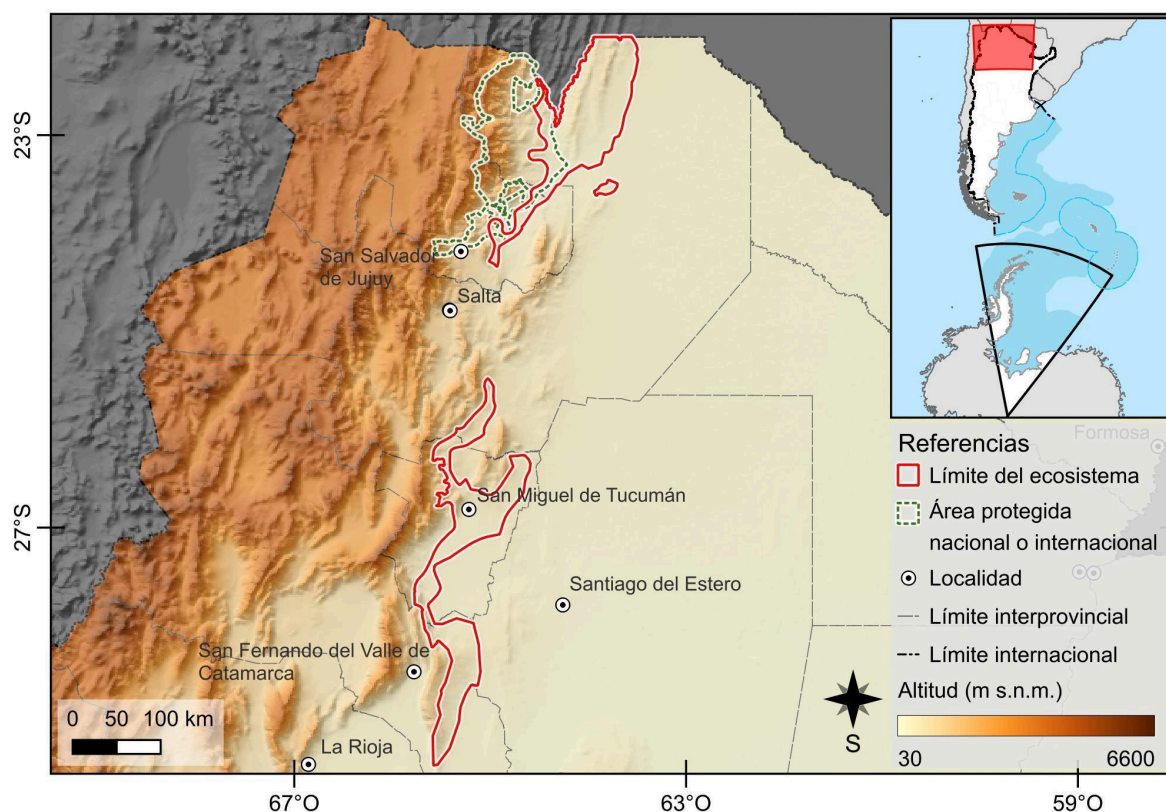 23°S
27°S
San Salvador
de Jujuy
Salta
San Miguel de Tucumán
Santiago del Estero
San Fernando del Valle de
Catamarca
La Rioja
0 50 100 km
S
67°O
63°O
59°O
Referencias
Formosa
Límite del ecosistema
Área protegida
nacional o internacional
Localidad
Límite interprovincial
Límite internacional
Altitud (m s.n.m.)
30 6600